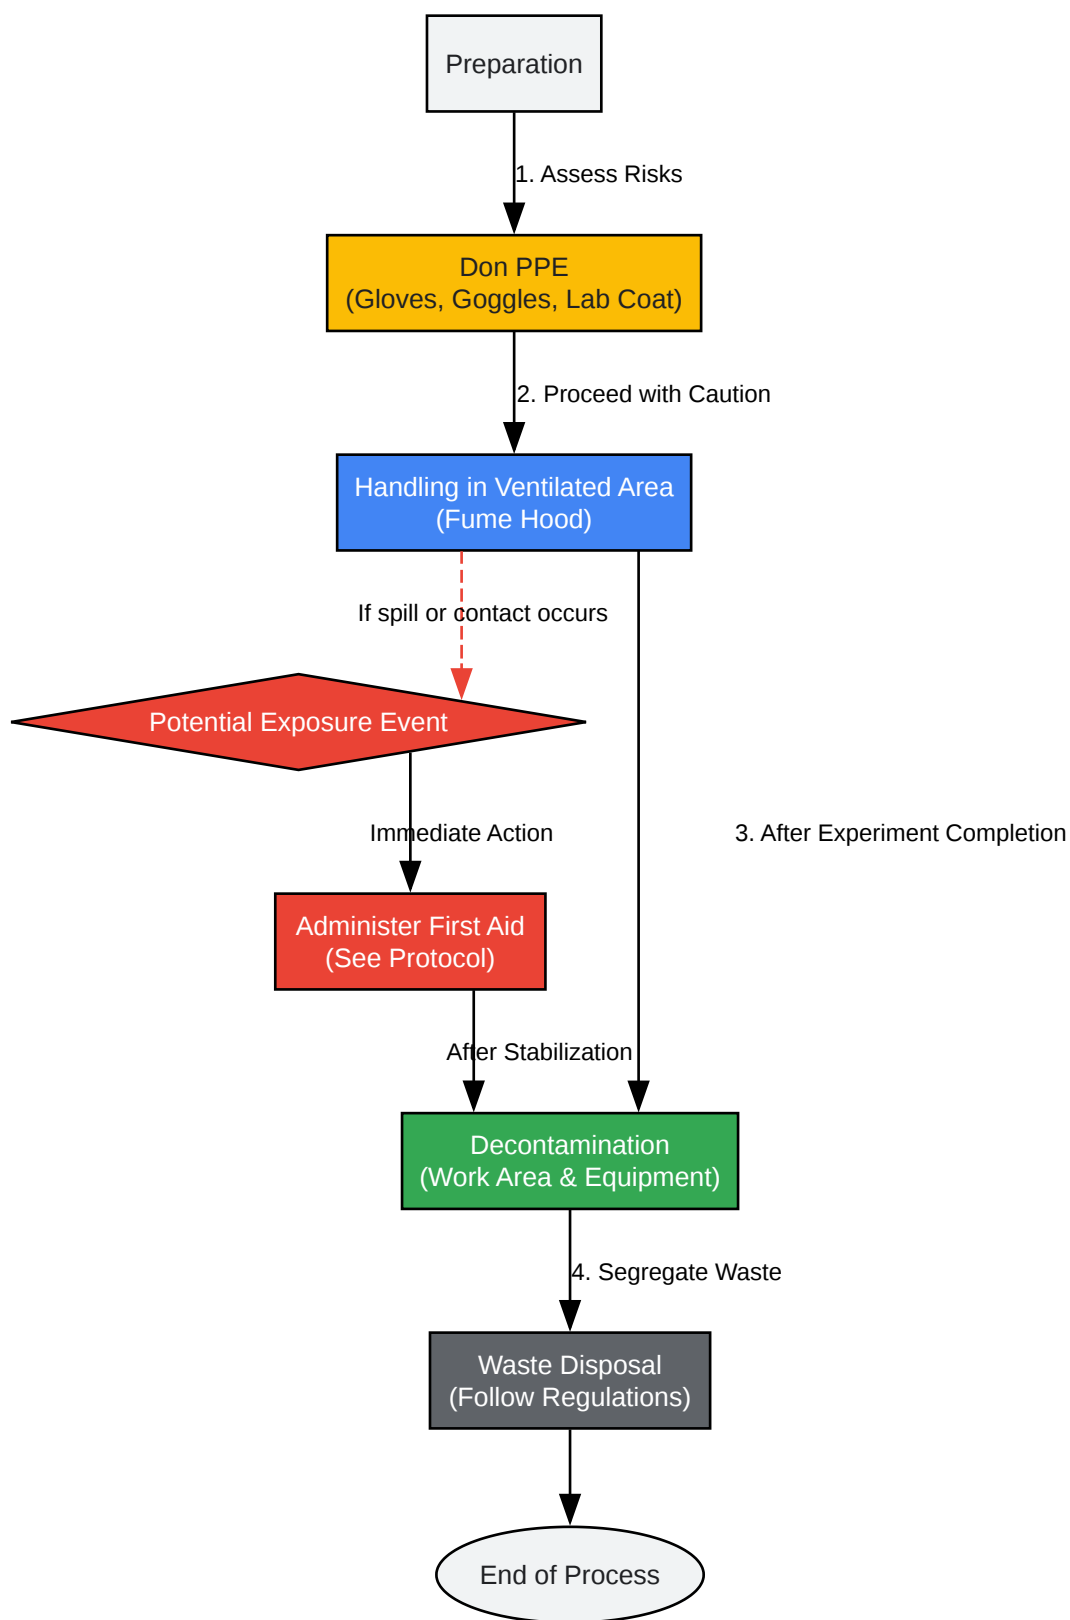 Preparation
1. Assess Risks
Don PPE
(Gloves, Goggles, Lab Coat)
2. Proceed with Caution
Handling in Ventilated Area
(Fume Hood)
If spill or contact occurs
Potential Exposure Event
Immediate Action
3. After Experiment Completion
Administer First Aid
(See Protocol)
After Stabilization
Decontamination
(Work Area & Equipment)
4. Segregate Waste
Waste Disposal
(Follow Regulations)
End of Process